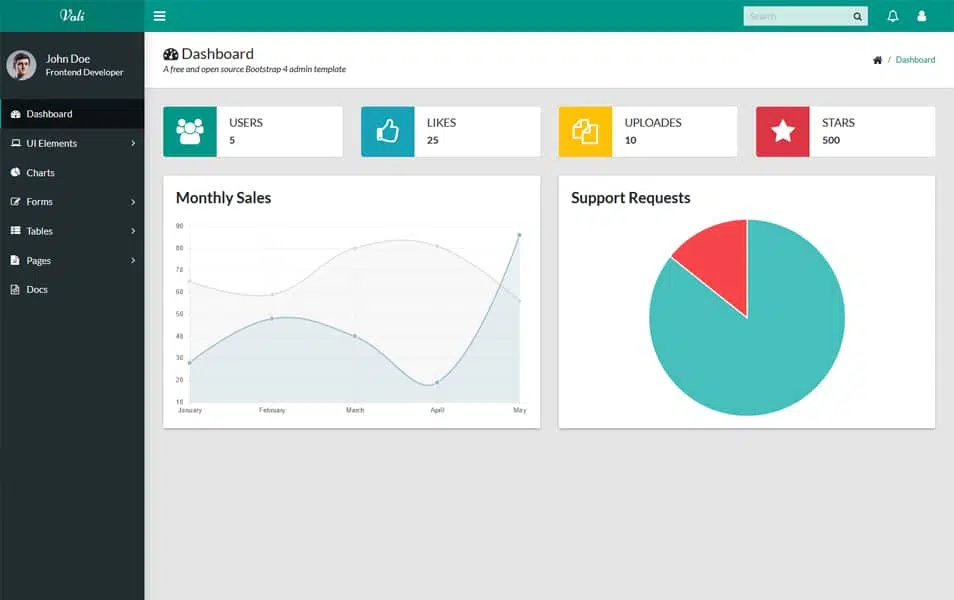 Vali
Search
John Doe
Frontend Developer
Dashboard
UI Elements
Charts
Forms
Tables
Pages
Docs
Dashboard
A free and open source Bootstrap 4 admin template
/ Dashboard
USERS
5
LIKES
25
UPLOADES
10
STARS
500
Monthly Sales
90
80
70
60
50
40
30
20
10
January February March April May
Support Requests